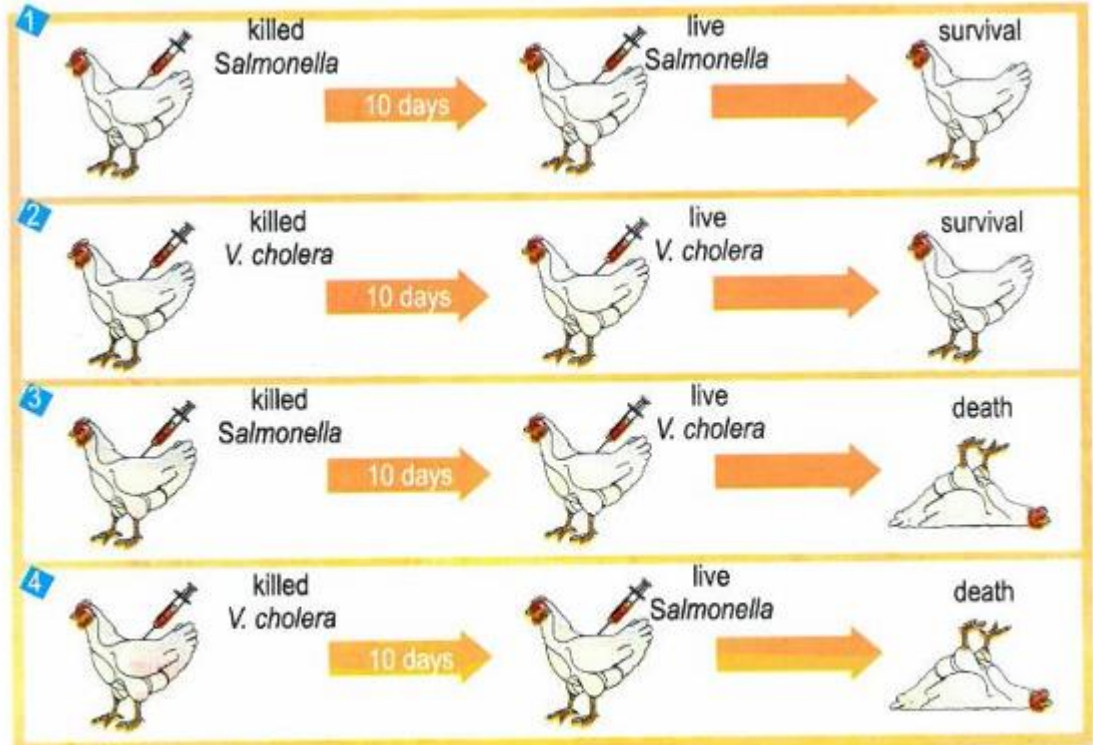 1
killed
Salmonella
10 days
live
Salmonella
survival
2
killed
V. cholera
10 days
live
V. cholera
survival
3
killed
Salmonella
10 days
live
V. cholera
death
4
killed
V. cholera
10 days
live
Salmonella
death